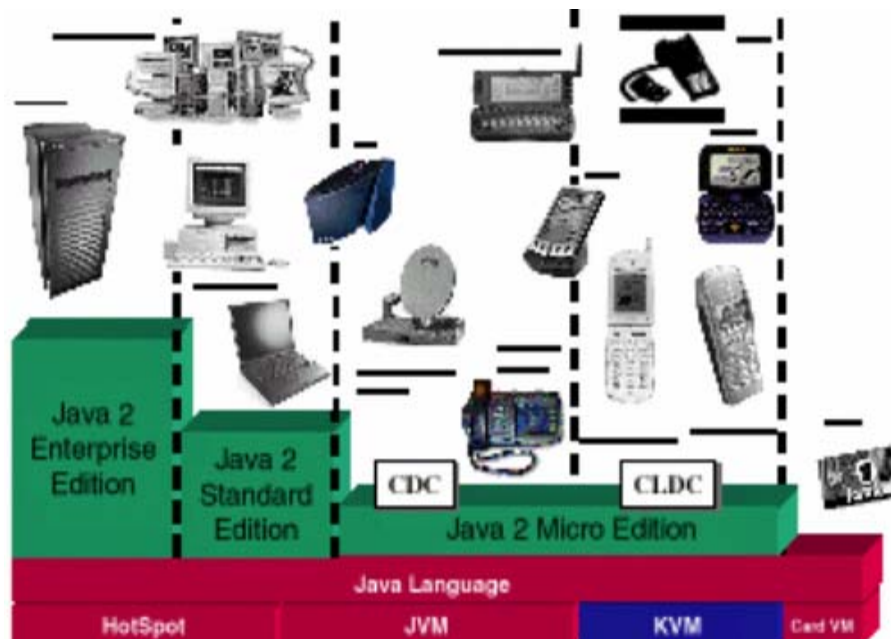 Java 2
Enterprise
Edition
Java 2
Standard
Edition
CDC
CLDC
Java 2 Micro Edition
Java Language
HotSpot
JVM
KVM
Card VM